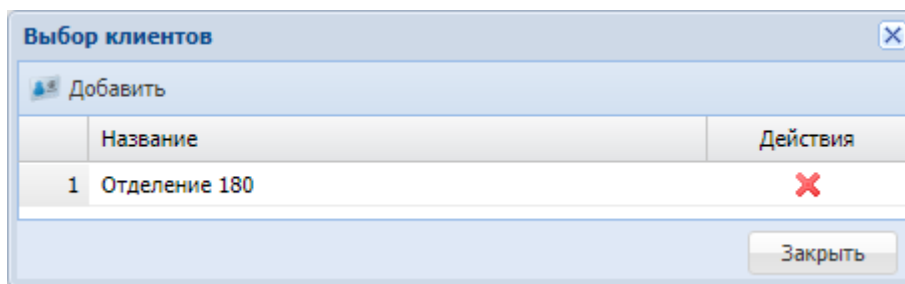 Выбор клиентов
Добавить
Название Действия
1 Отделение 180
Закрыть